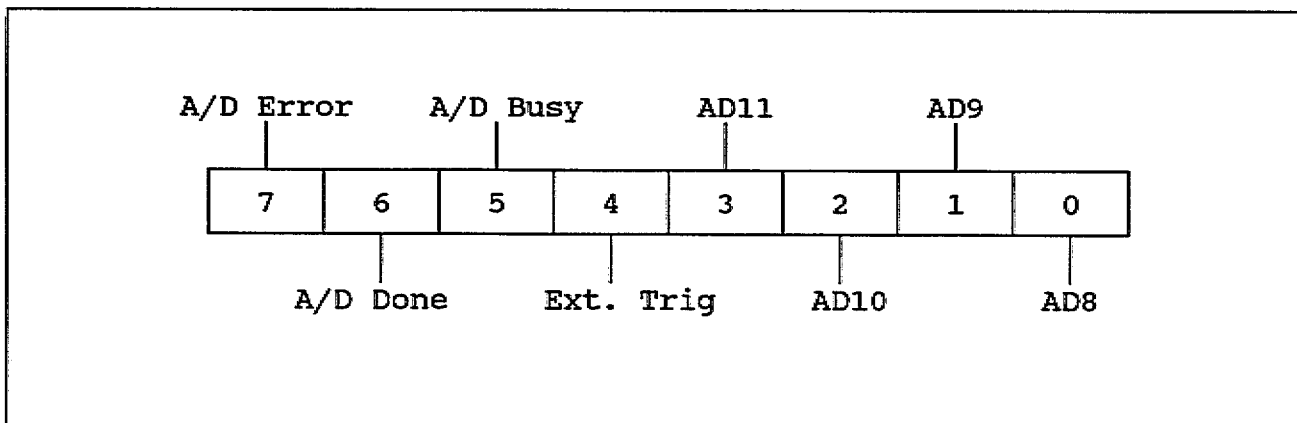 A/D Error A/D Busy AD11 AD9
7 6 5 4 3 2 1 0
A/D Done Ext. Trig AD10 AD8